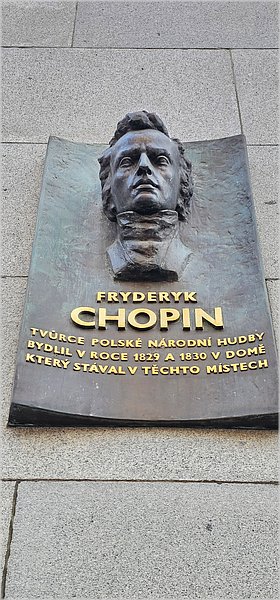 FRYDERYK
CHOPIN
TVŮRCE POLSKÉ NÁRODNÍ HUDBY
BYDLIL V ROCE 1829 A 1830 V DOMĚ
KTERÝ STÁVAL V TĚCHTO MÍSTECH